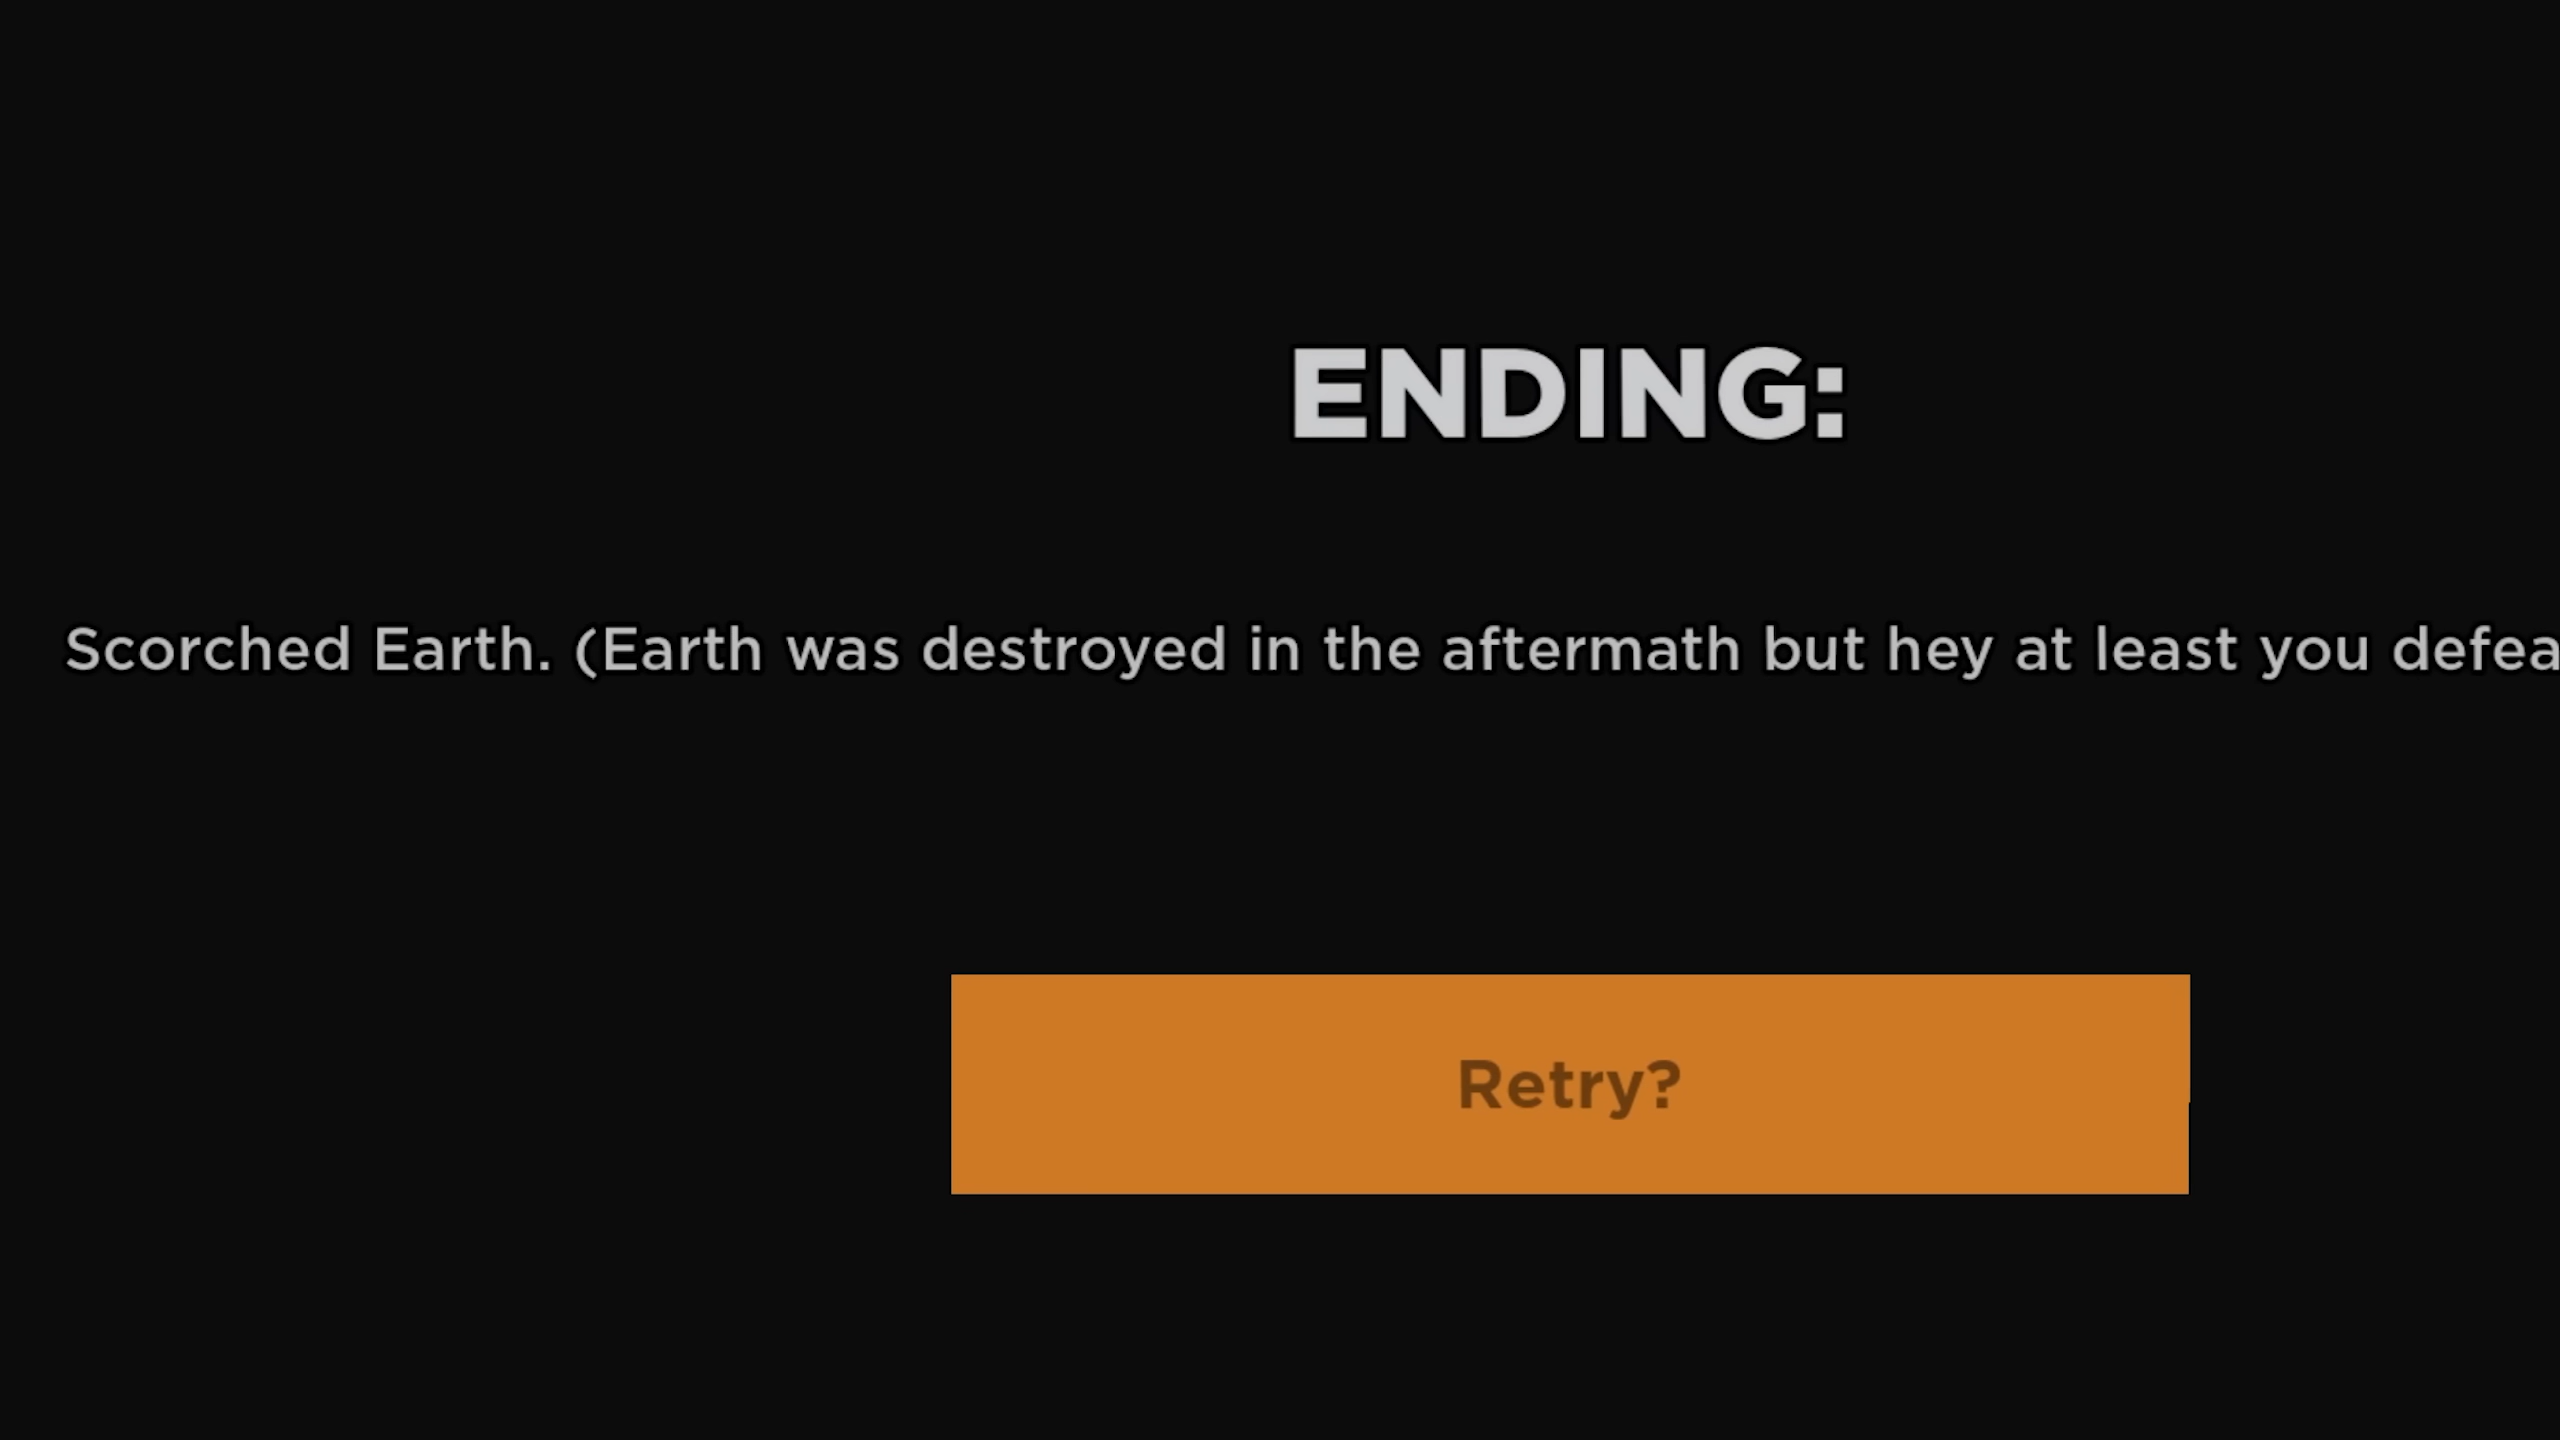 ENDING:
Scorched Earth. (Earth was destroyed in the aftermath but hey at least you defea
Retry?